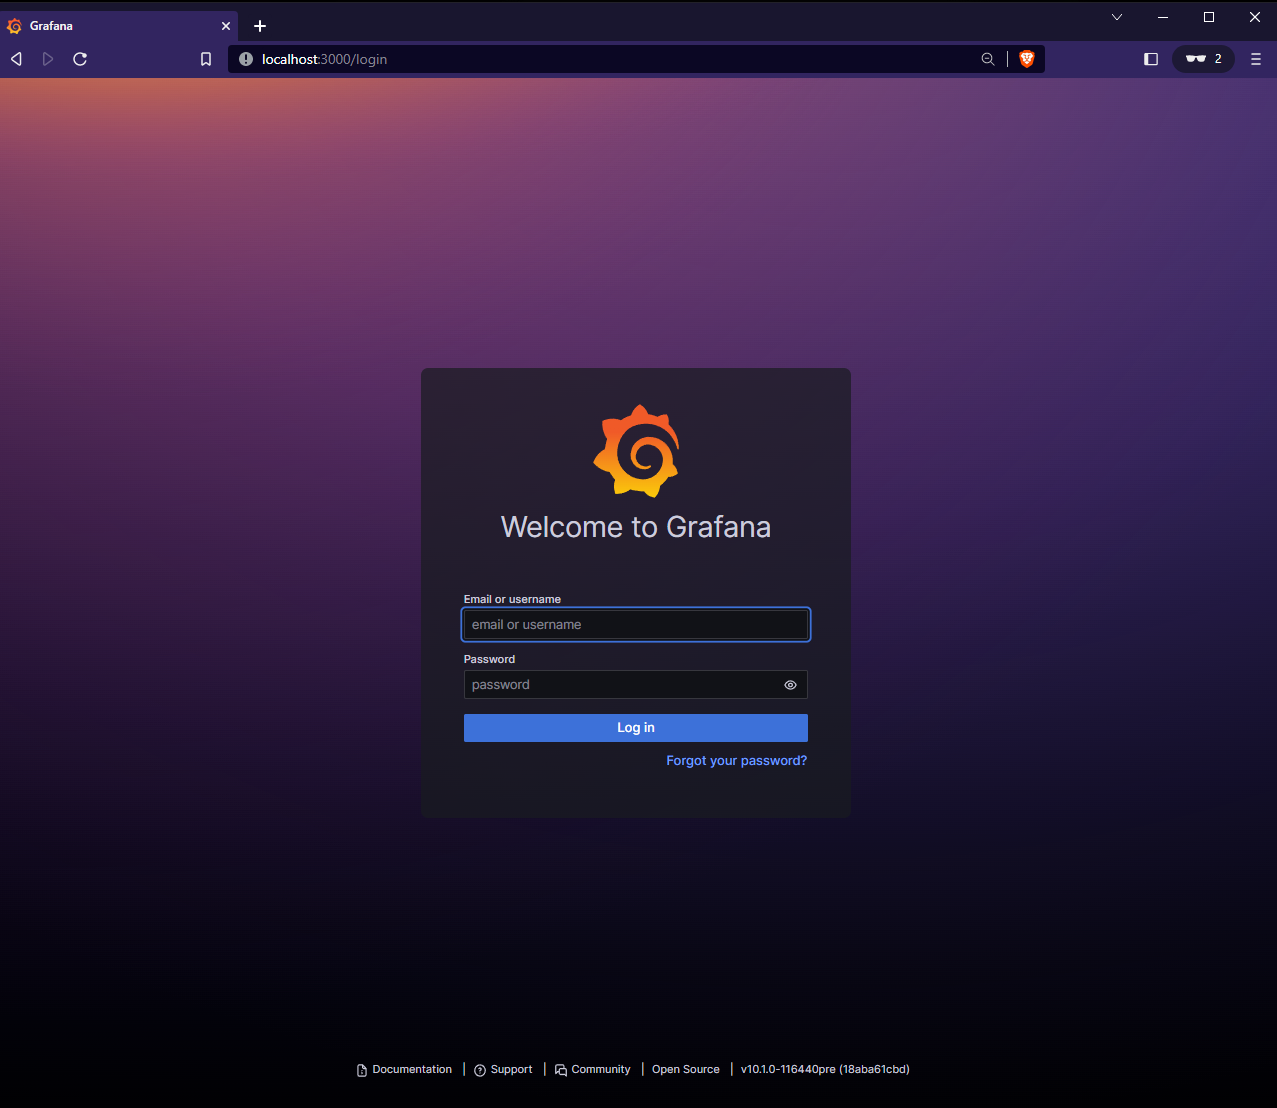 Grafana
localhost:3000/login
2
Welcome to Grafana
Email or username
email or username
Password
password
Log in
Forgot your password?
Documentation | Support | Community | Open Source | v10.1.0-116440pre (18aba61cbd)